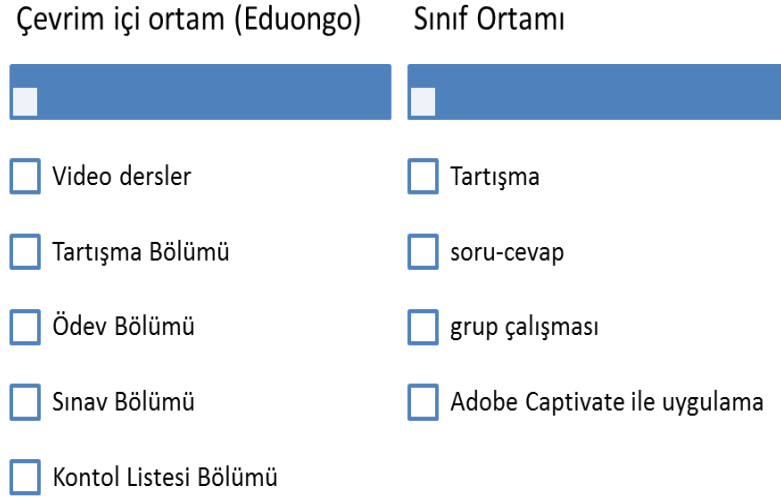 Çevrim içi ortam (Eduongo)
Video dersler
Tartışma Bölümü
Ödev Bölümü
Sınav Bölümü
Kontol Listesi Bölümü
Sınıf Ortamı
Tartışma
soru-cevap
grup çalışması
Adobe Captivate ile uygulama